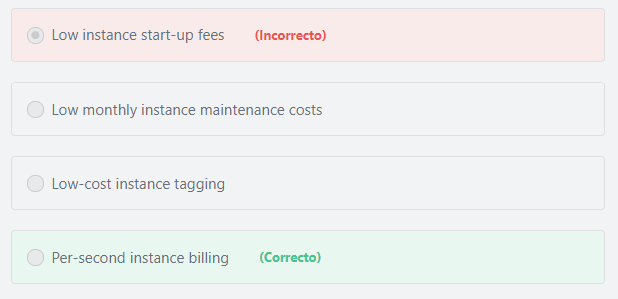 Low instance start-up fees (Incorrecto)
Low monthly instance maintenance costs
Low-cost instance tagging
Per-second instance billing (Correcto)